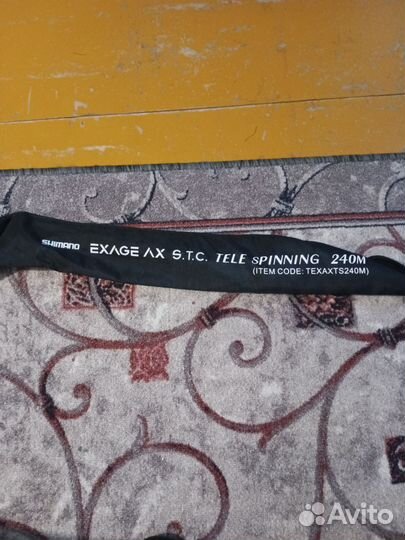 SHIMANO EXAGE AX S.T.C. TELE SPINNING 240M
(ITEM CODE: TEXAXTS240M)
Avito